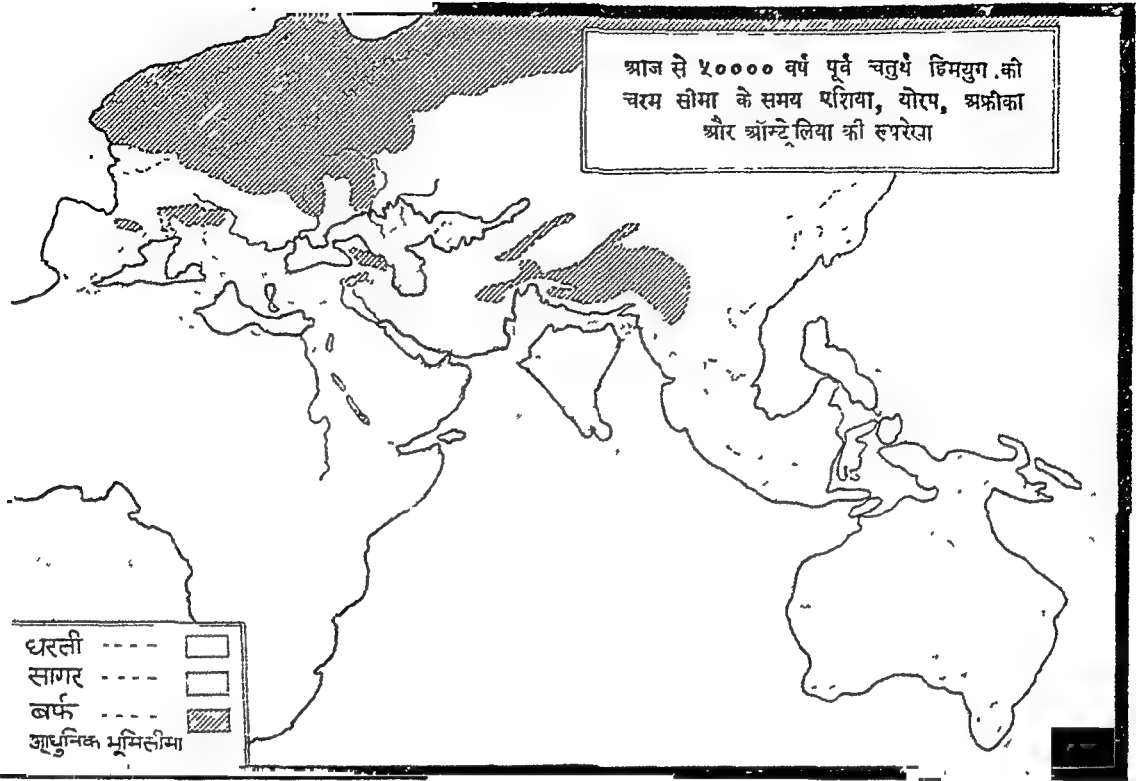 आज से ५०००० वर्ष पूर्व चतुर्थ हिमयुग की
चरम सीमा के समय एशिया, योरप, अफ्रीका
और ऑस्ट्रेलिया की रूपरेखा
धरती ----
सागर ----
बर्फ ----
आधुनिक भूमिसीमा